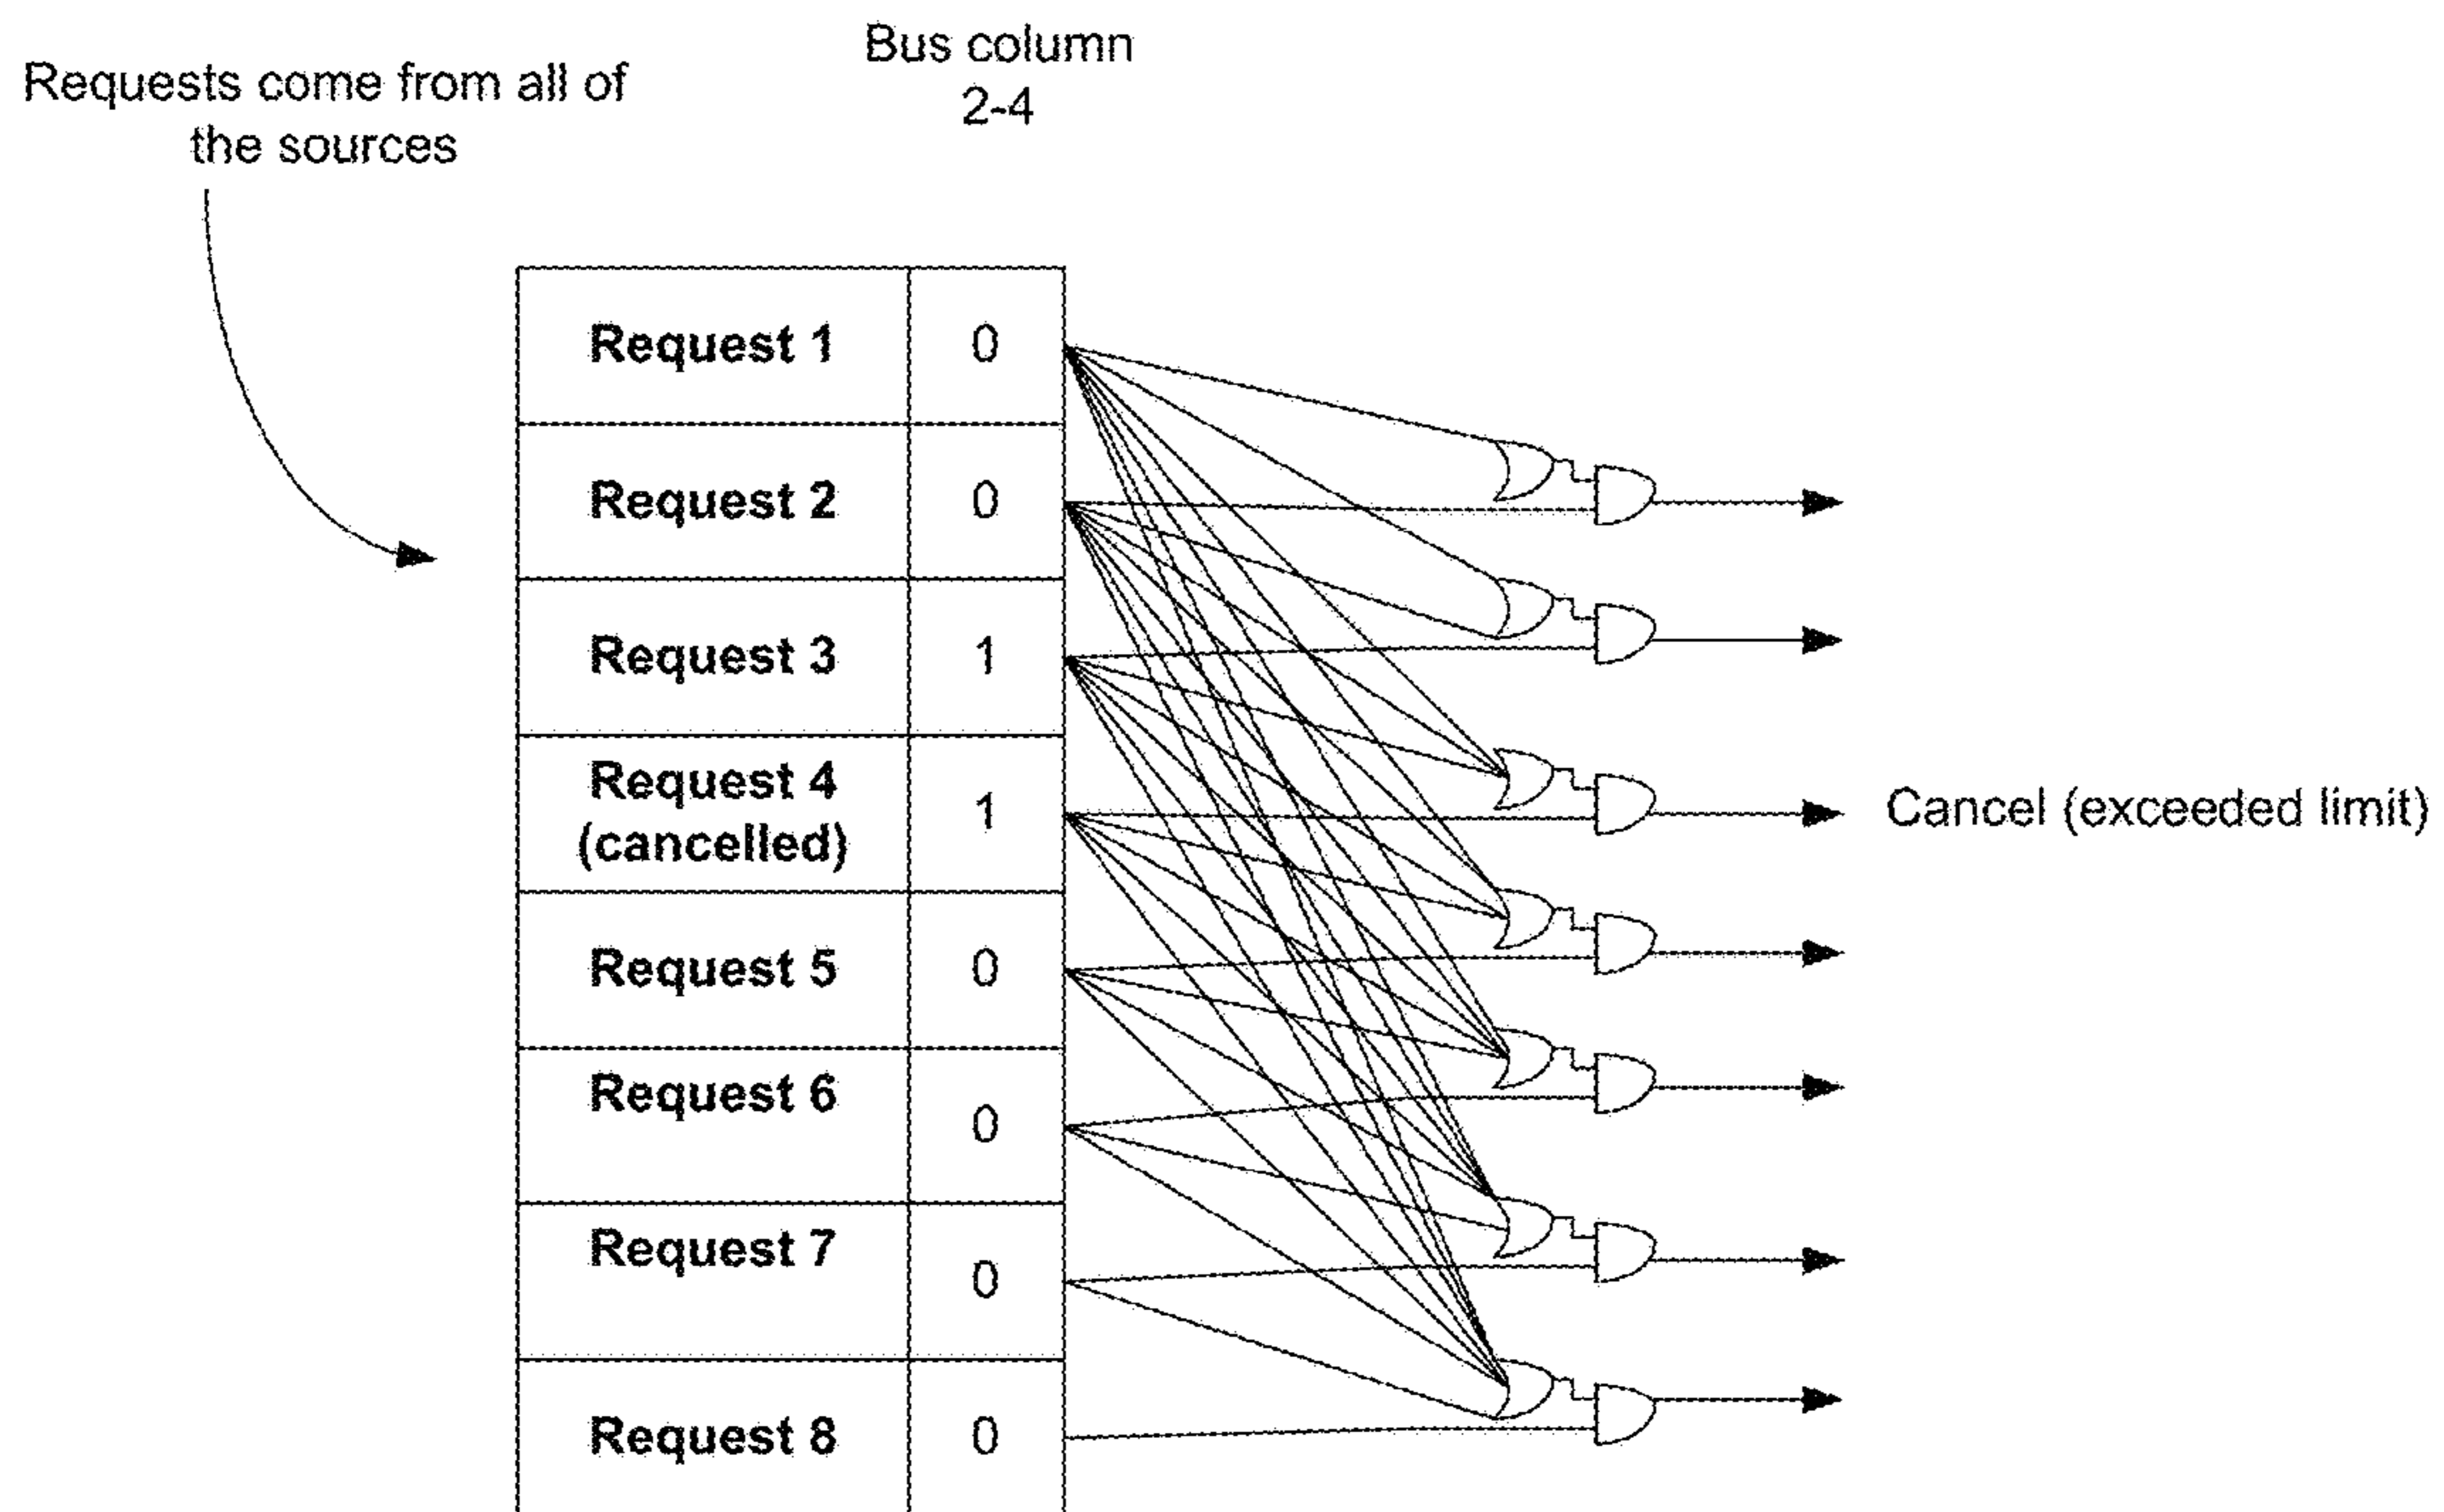 Bus column
2-4
Requests come from all of
the sources
Request 1 0
Request 2 0
Request 3 1
Request 4
(cancelled) 1
Cancel (exceeded limit)
Request 5 0
Request 6 0
Request 7 0
Request 8 0